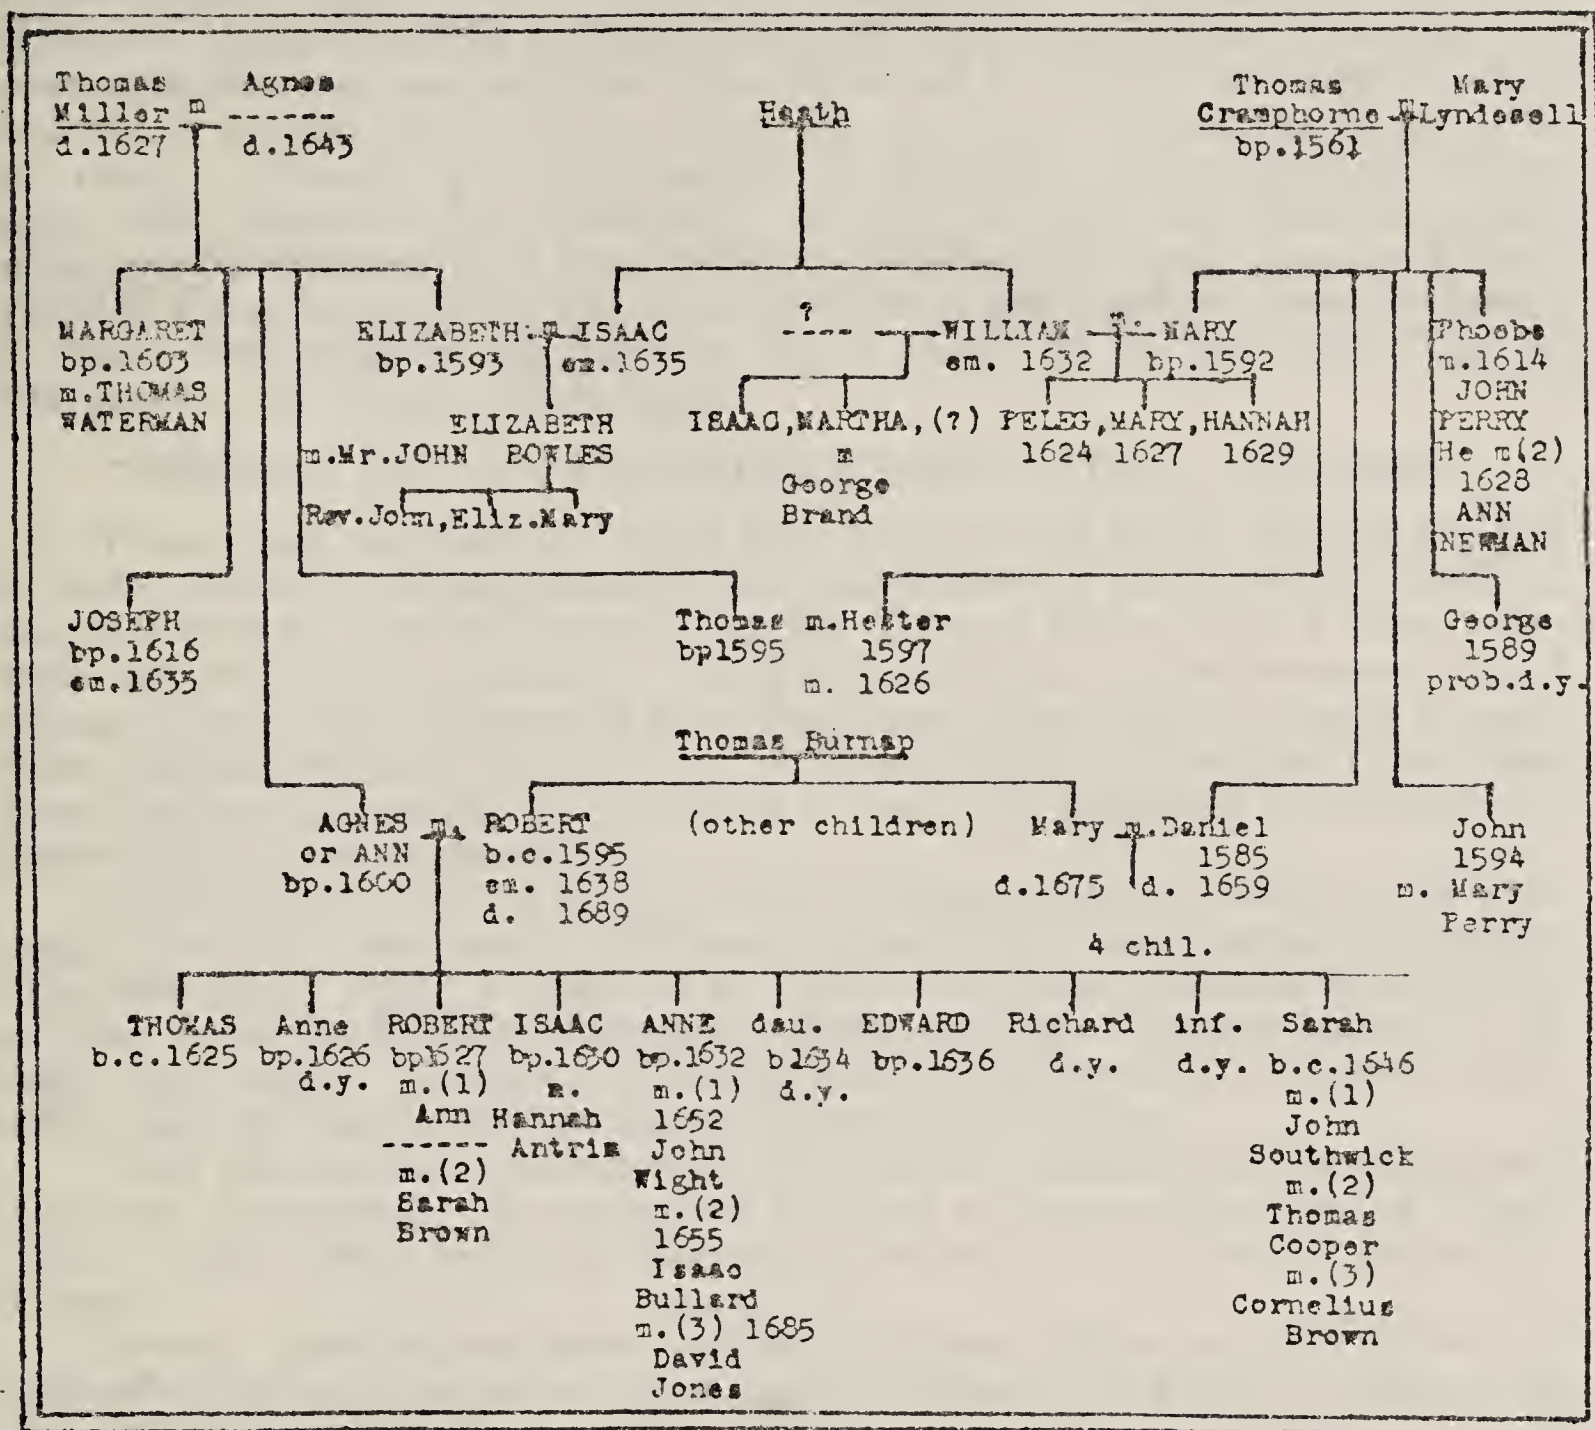 Thomas Agnes
Miller m ------
d.1627 d.1643
Heath
Thomas Mary
Cramphorne m Lyndesell
bp.1561
MARGARET
bp.1603
m.THOMAS
WATERMAN
ELIZABETH m ISAAC
bp.1593 em.1635
ELIZABETH
m.Mr.JOHN BOWLES
Rev.John,Eliz.Mary
?
---- WILLIAM m. MARY
em. 1632 bp.1592
ISAAC,MARTHA,(?) PELEG,MARY,HANNAH
m 1624 1627 1629
George
Brand
Phoebe
m.1614
JOHN
PERRY
He m(2)
1628
ANN
NEWMAN
JOSEPH
bp.1616
em.1635
Thomas m.Hester
bp1595 1597
m. 1626
George
1589
prob.d.y.
Thomas Burnap
AGNES m. ROBERT (other children) Mary m.Daniel
or ANN b.c.1595 1585
bp.1600 em. 1638 d.1675 d. 1659
d. 1689
4 chil.
John
1594
m. Mary
Perry
THOMAS
b.c.1625
Anne
bp.1626
d.y.
ROBERT
bp1627
m.(1)
Ann
------
m.(2)
Sarah
Brown
ISAAC
bp.1630
m.
Hannah
Antrim
ANNE
bp.1632
m.(1)
1652
John
Wight
m.(2)
1655
Isaac
Bullard
m.(3) 1685
David
Jones
dau.
b1634
d.y.
EDWARD
bp.1636
Richard
d.y.
inf.
d.y.
Sarah
b.c.1646
m.(1)
John
Southwick
m.(2)
Thomas
Cooper
m.(3)
Cornelius
Brown